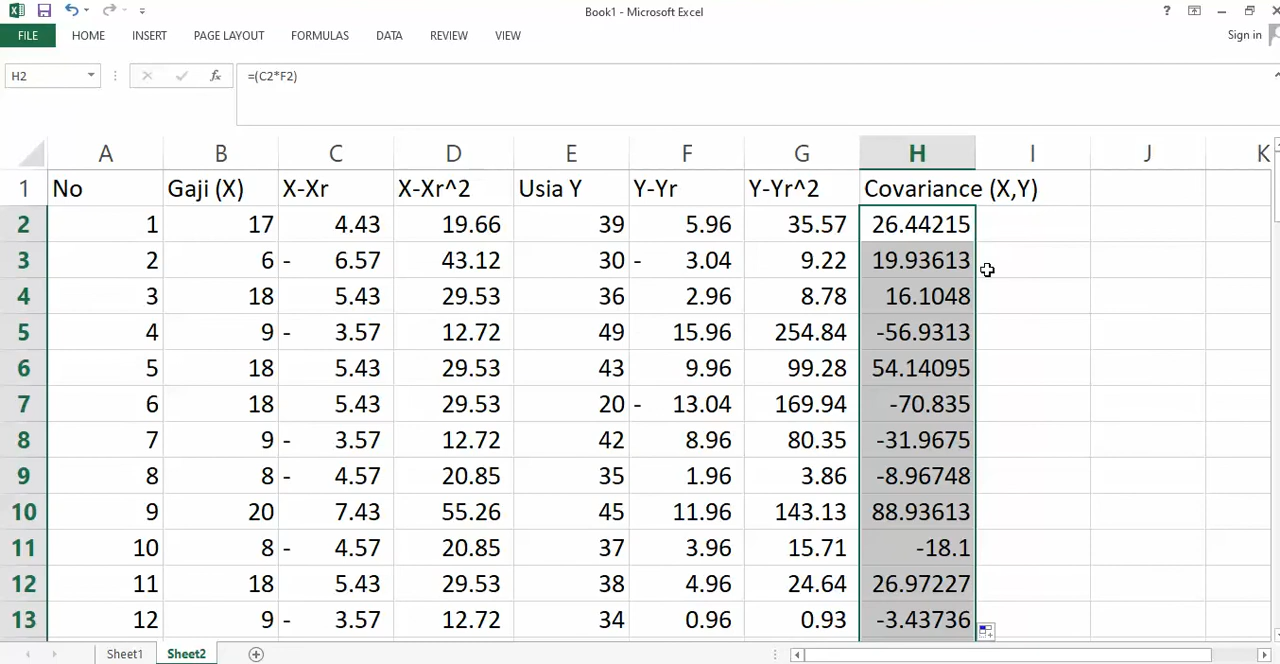 Book1 - Microsoft Excel
FILE HOME INSERT PAGE LAYOUT FORMULAS DATA REVIEW VIEW Sign in
H2 fx =(C2*F2)
A B C D E F G H I J K
1 No Gaji (X) X-Xr X-Xr^2 Usia Y Y-Yr Y-Yr^2 Covariance (X,Y)
2 1 17 4.43 19.66 39 5.96 35.57 26.44215
3 2 6 - 6.57 43.12 30 - 3.04 9.22 19.93613
4 3 18 5.43 29.53 36 2.96 8.78 16.1048
5 4 9 - 3.57 12.72 49 15.96 254.84 -56.9313
6 5 18 5.43 29.53 43 9.96 99.28 54.14095
7 6 18 5.43 29.53 20 - 13.04 169.94 -70.835
8 7 9 - 3.57 12.72 42 8.96 80.35 -31.9675
9 8 8 - 4.57 20.85 35 1.96 3.86 -8.96748
10 9 20 7.43 55.26 45 11.96 143.13 88.93613
11 10 8 - 4.57 20.85 37 3.96 15.71 -18.1
12 11 18 5.43 29.53 38 4.96 24.64 26.97227
13 12 9 - 3.57 12.72 34 0.96 0.93 -3.43736
Sheet1 Sheet2